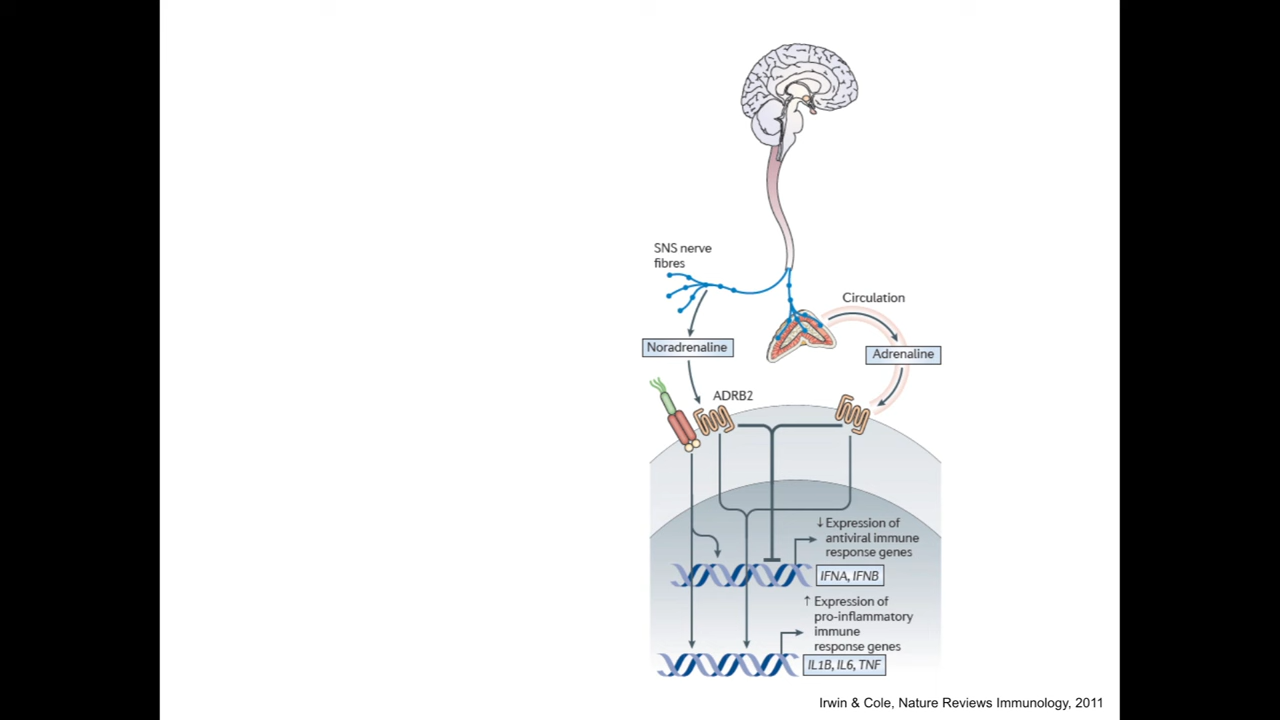 SNS nerve
fibres
Circulation
Noradrenaline
Adrenaline
ADRB2
↓ Expression of
antiviral immune
response genes
IFNA, IFNB
↑ Expression of
pro-inflammatory
immune
response genes
IL1B, IL6, TNF
Irwin & Cole, Nature Reviews Immunology, 2011